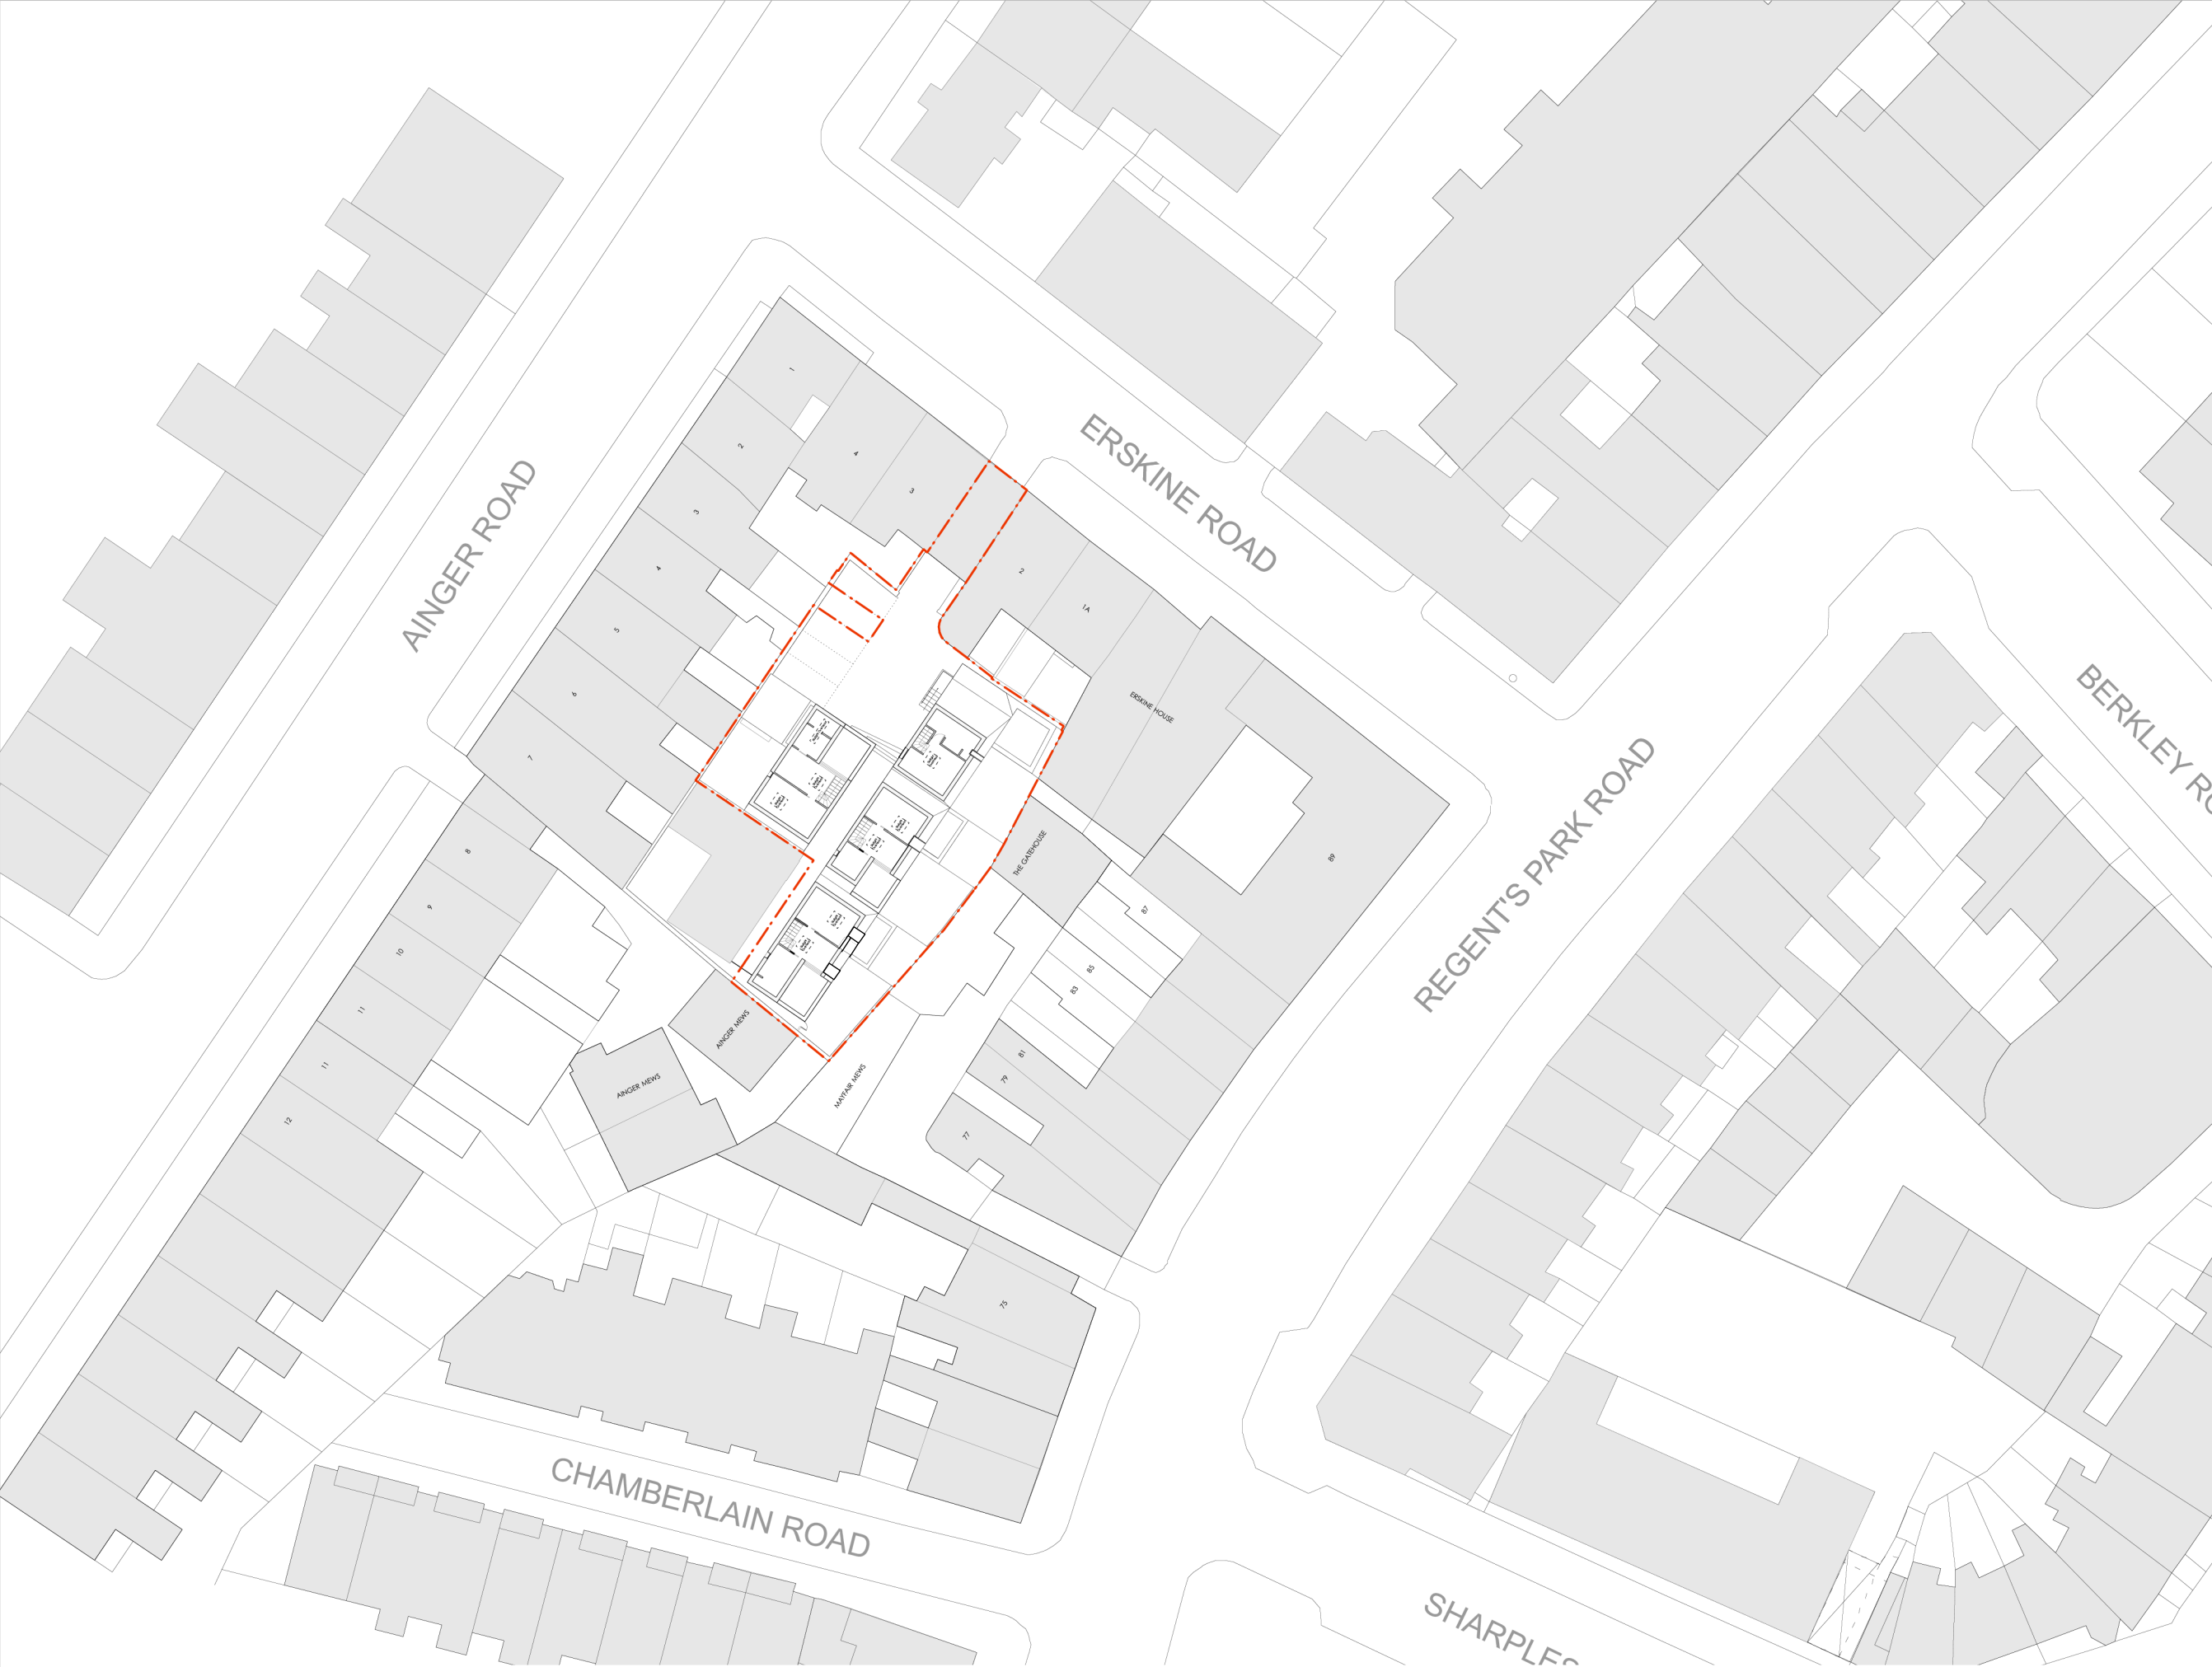 AINGER ROAD
ERSKINE ROAD
REGENT'S PARK ROAD
BERKLEY RO
CHAMBERLAIN ROAD
SHARPLES
1
2
3
4
5
6
7
4
3
2
1A
ERSKINE HOUSE
THE GATEHOUSE
89
87
85
83
81
79
77
75
8
9
10
11
11
12
AINGER MEWS
AINGER MEWS
MAYFAIR MEWS